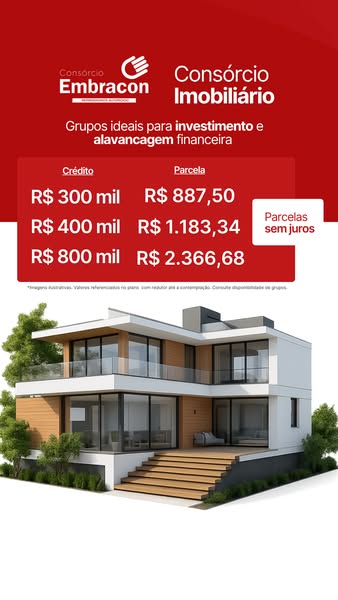 Consórcio
Embracon
REPRESENTANTE AUTORIZADO
Consórcio
Imobiliário
Grupos ideais para investimento e
alavancagem financeira
Crédito Parcela
R$ 300 mil R$ 887,50
R$ 400 mil R$ 1.183,34
R$ 800 mil R$ 2.366,68
Parcelas
sem juros
*Imagens ilustrativas. Valores referenciados no plano com redutor até a contemplação. Consulte disponibilidade de grupos.